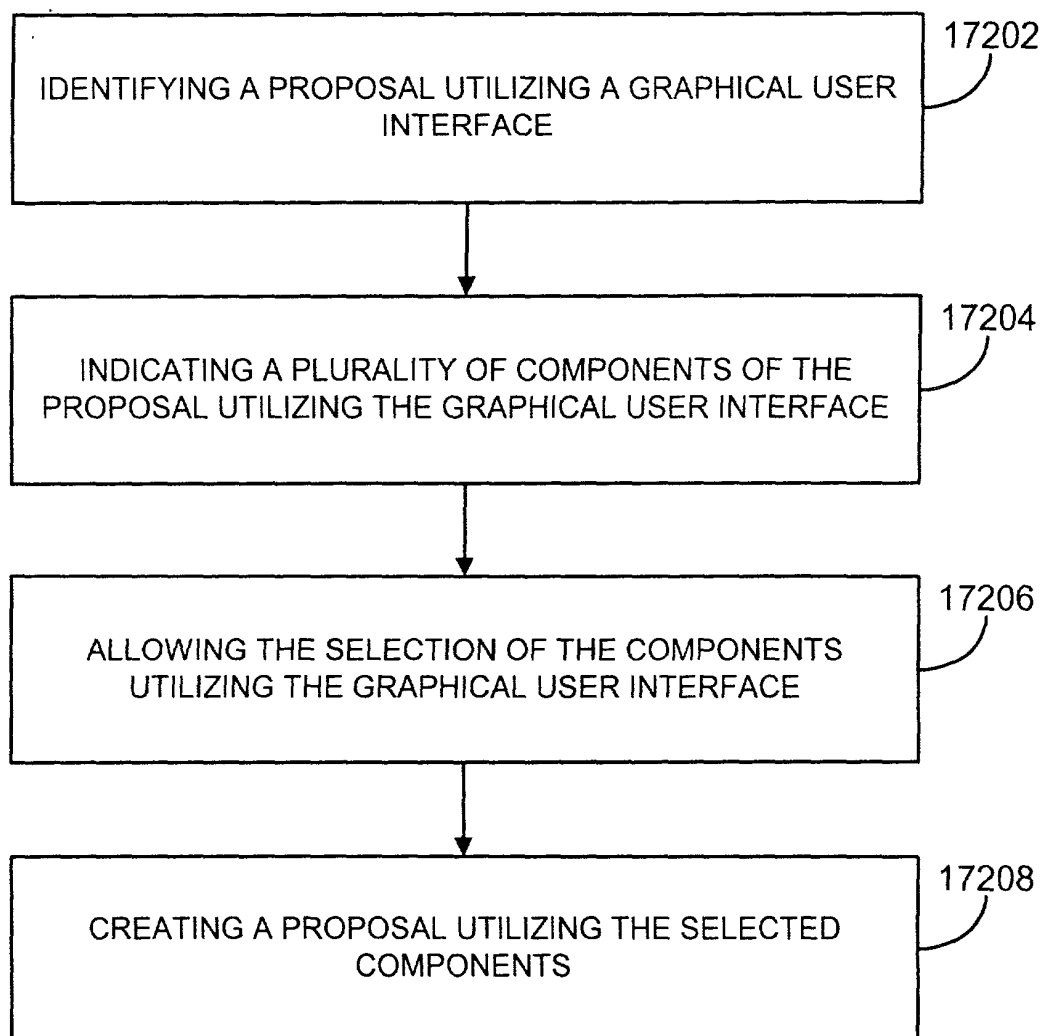 17202
IDENTIFYING A PROPOSAL UTILIZING A GRAPHICAL USER
INTERFACE
17204
INDICATING A PLURALITY OF COMPONENTS OF THE
PROPOSAL UTILIZING THE GRAPHICAL USER INTERFACE
17206
ALLOWING THE SELECTION OF THE COMPONENTS
UTILIZING THE GRAPHICAL USER INTERFACE
17208
CREATING A PROPOSAL UTILIZING THE SELECTED
COMPONENTS